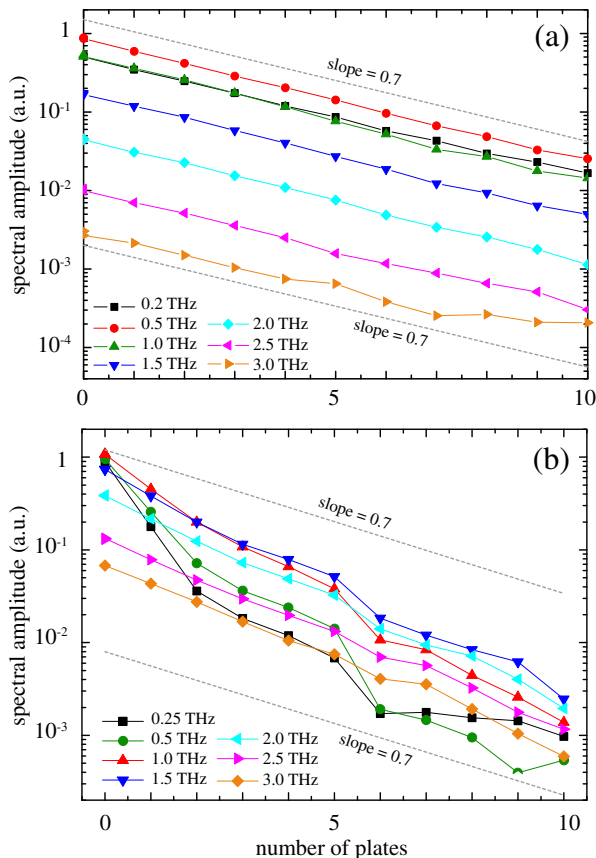 (a)
slope = 0.7
1
10^-1
10^-2
10^-3
10^-4
spectral amplitude (a.u.)
slope = 0.7
0.2 THz
0.5 THz
1.0 THz
1.5 THz
2.0 THz
2.5 THz
3.0 THz
0 5 10
(b)
slope = 0.7
1
10^-1
10^-2
10^-3
spectral amplitude (a.u.)
slope = 0.7
0.25 THz
0.5 THz
1.0 THz
1.5 THz
2.0 THz
2.5 THz
3.0 THz
0 5 10
number of plates